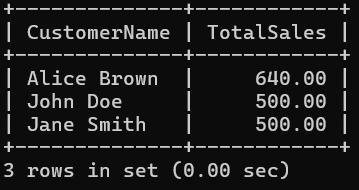 +--------------+------------+
| CustomerName | TotalSales |
+--------------+------------+
| Alice Brown  |     640.00 |
| John Doe     |     500.00 |
| Jane Smith   |     500.00 |
+--------------+------------+
3 rows in set (0.00 sec)